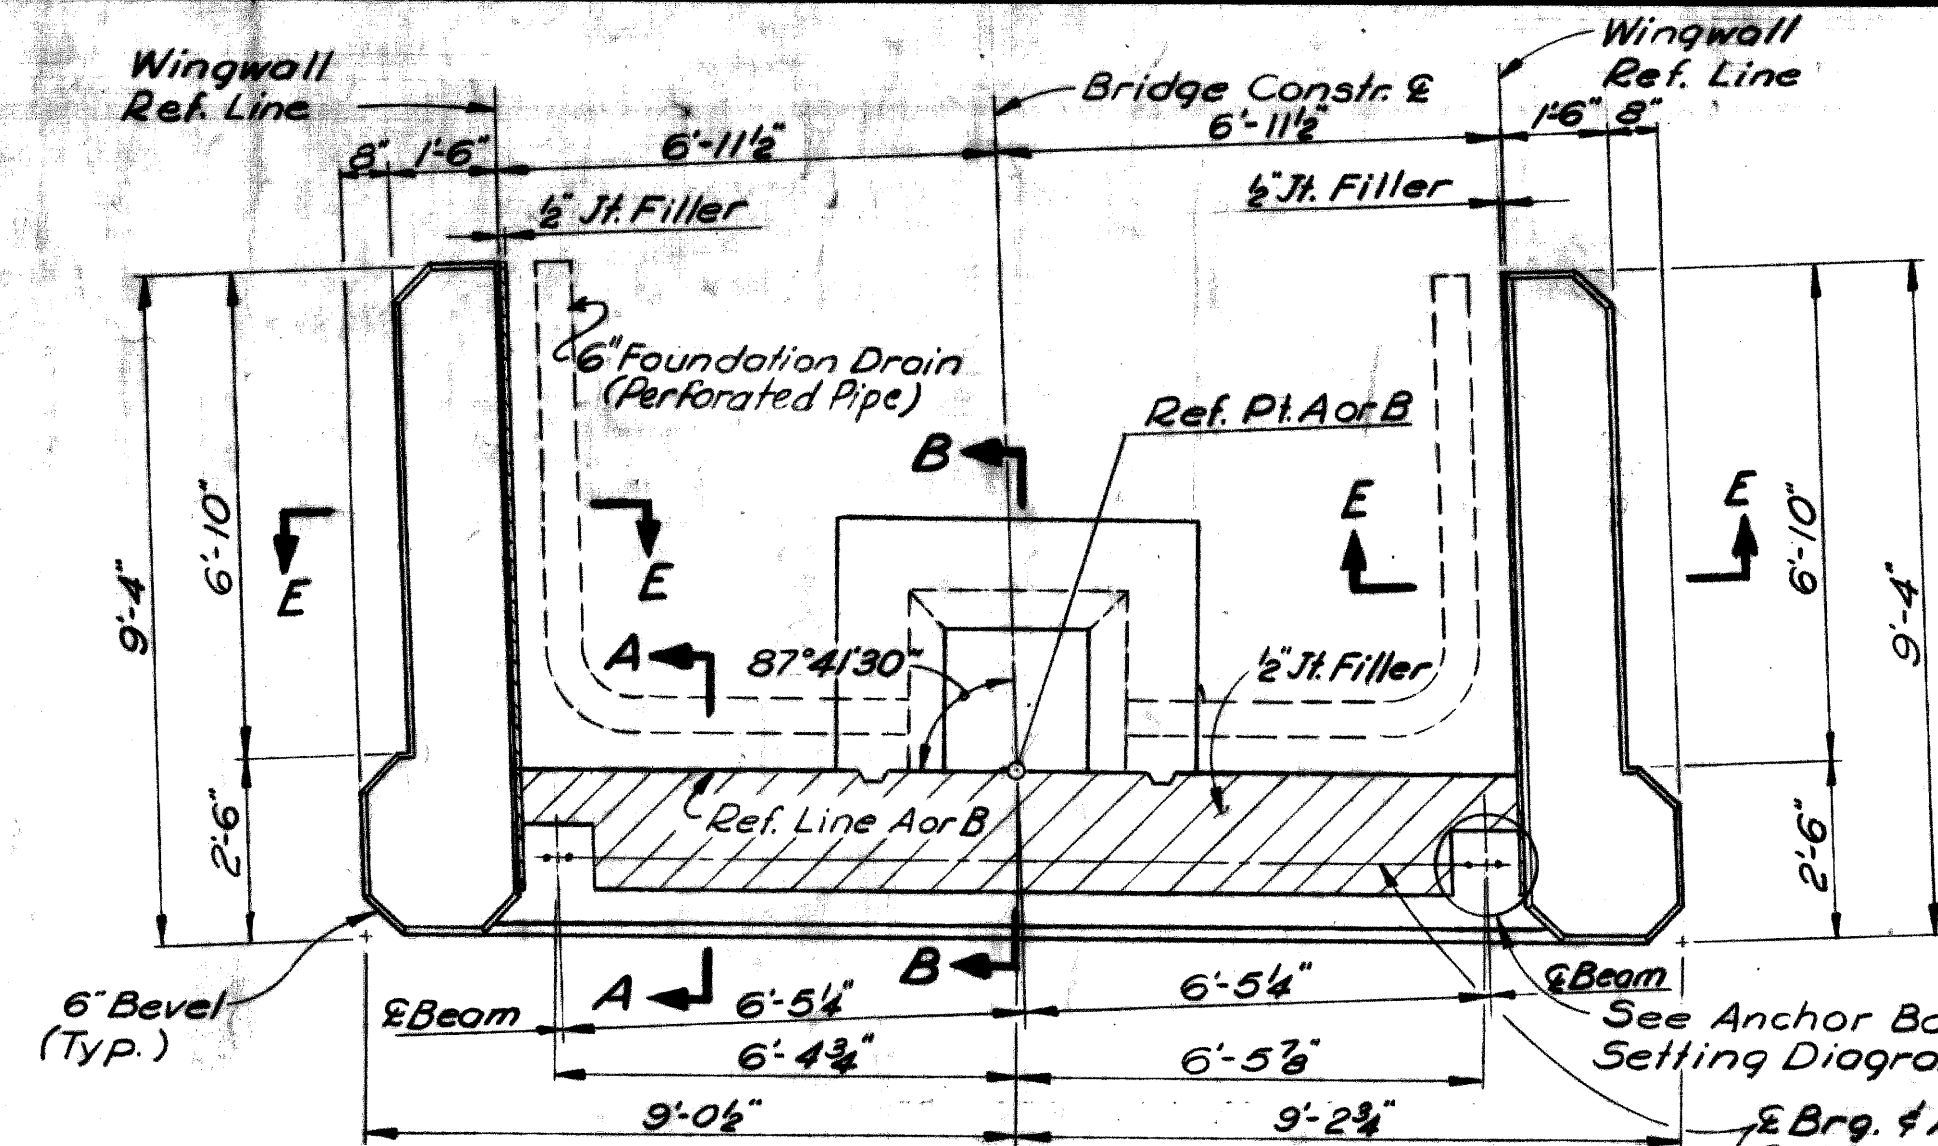 Wingwall
Ref. Line
Bridge Constr. ℄
Wingwall
Ref. Line
8" 1'-6" 6'-11½" 6'-11½" 1'-6" 8"
½" Jt. Filler
½" Jt. Filler
6" Foundation Drain
(Perforated Pipe)
Ref. Pt. A or B
B
E
E
9'-4"
6'-10"
E
E
6'-10"
9'-4"
A
87°41'30"
½" Jt. Filler
2'-6"
Ref. Line A or B
2'-6"
6" Bevel
(Typ.)
℄ Beam
A
6'-5¼"
B
6'-5¼"
℄ Beam
See Anchor
Setting
6'-4¾"
6'-5⅞"
9'-0½"
9'-2¾"
℄ Brg. &